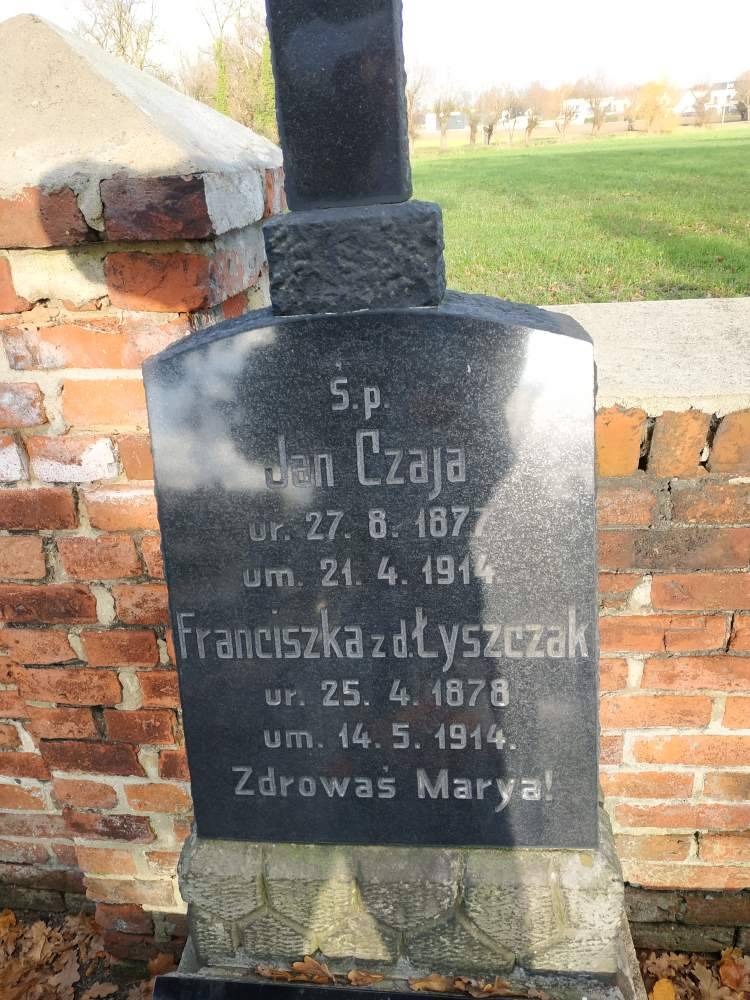 Ś.p.
Jan Czaja
ur. 27. 8. 1877
um. 21. 4. 1914
Franciszka z d. Łyszczak
ur. 25. 4. 1878
um. 14. 5. 1914.
Zdrowaś Marya!